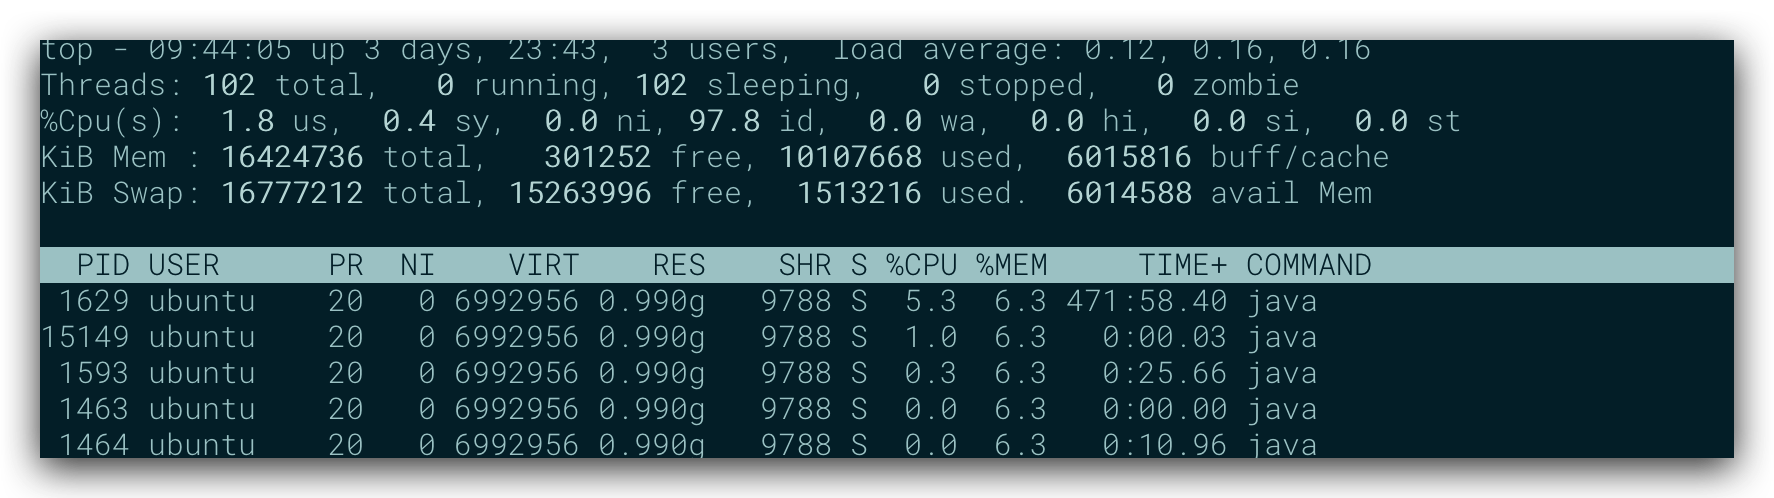 top - 09:44:05 up 3 days, 23:43,  3 users,  load average: 0.12, 0.16, 0.16
Threads: 102 total,   0 running, 102 sleeping,   0 stopped,   0 zombie
%Cpu(s):  1.8 us,  0.4 sy,  0.0 ni, 97.8 id,  0.0 wa,  0.0 hi,  0.0 si,  0.0 st
KiB Mem : 16424736 total,   301252 free, 10107668 used,  6015816 buff/cache
KiB Swap: 16777212 total, 15263996 free,  1513216 used.  6014588 avail Mem
  PID USER      PR  NI    VIRT    RES    SHR S %CPU %MEM     TIME+ COMMAND
 1629 ubuntu    20   0 6992956 0.990g   9788 S  5.3  6.3 471:58.40 java
15149 ubuntu    20   0 6992956 0.990g   9788 S  1.0  6.3   0:00.03 java
 1593 ubuntu    20   0 6992956 0.990g   9788 S  0.3  6.3   0:25.66 java
 1463 ubuntu    20   0 6992956 0.990g   9788 S  0.0  6.3   0:00.00 java
 1464 ubuntu    20   0 6992956 0.990g   9788 S  0.0  6.3   0:10.96 java